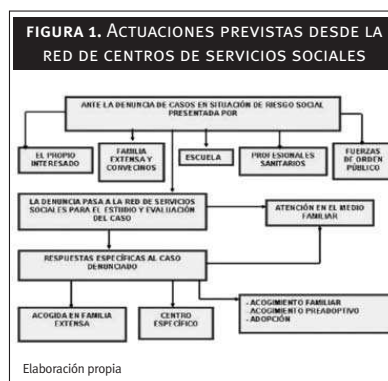 FIGURA 1. ACTUACIONES PREVISTAS DESDE LA
RED DE CENTROS DE SERVICIOS SOCIALES
ANTE LA DENUNCIA DE CASOS EN SITUACIÓN DE RIESGO SOCIAL
PRESENTADA POR
EL PROPIO
INTERESADO
FAMILIA
EXTENSA Y
CONVECINOS
ESCUELA
PROFESIONALES
SANITARIOS
FUERZAS
DE ORDEN
PÚBLICO
LA DENUNCIA PASA A LA RED DE SERVICIOS
SOCIALES PARA EL ESTUDIO Y EVALUACIÓN
DEL CASO
ATENCIÓN EN EL MEDIO
FAMILIAR
RESPUESTAS ESPECÍFICAS AL CASO
DENUNCIADO
ACOGIDA EN FAMILIA
EXTENSA
CENTRO
ESPECÍFICO
- ACOGIMIENTO FAMILIAR
- ACOGIMIENTO PREADOPTIVO
- ADOPCIÓN
Elaboración propia